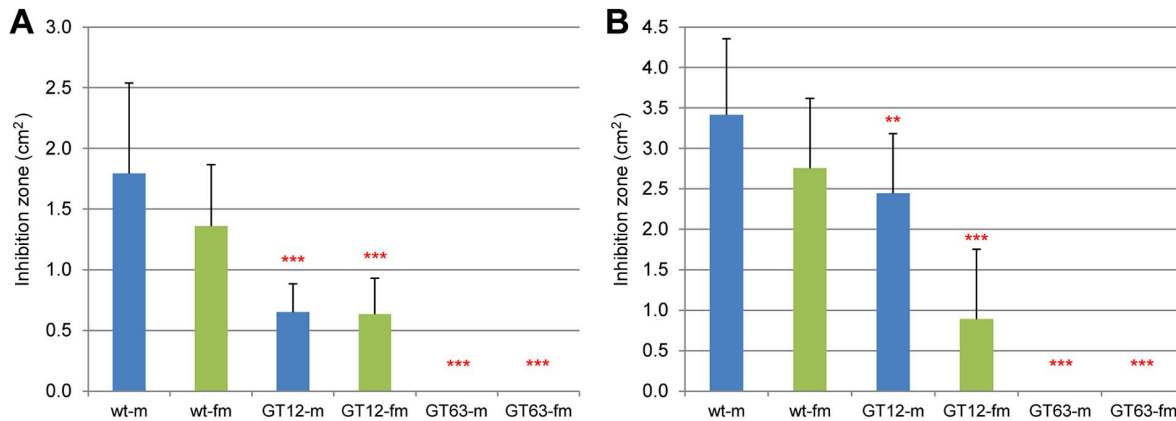 A
Inhibition zone (cm²)
3.0
2.5
2.0
1.5
1.0
0.5
0.0
***
***
***
***
wt-m
wt-fm
GT12-m
GT12-fm
GT63-m
GT63-fm
B
Inhibition zone (cm²)
4.5
4.0
3.5
3.0
2.5
2.0
1.5
1.0
0.5
0.0
**
***
***
***
wt-m
wt-fm
GT12-m
GT12-fm
GT63-m
GT63-fm